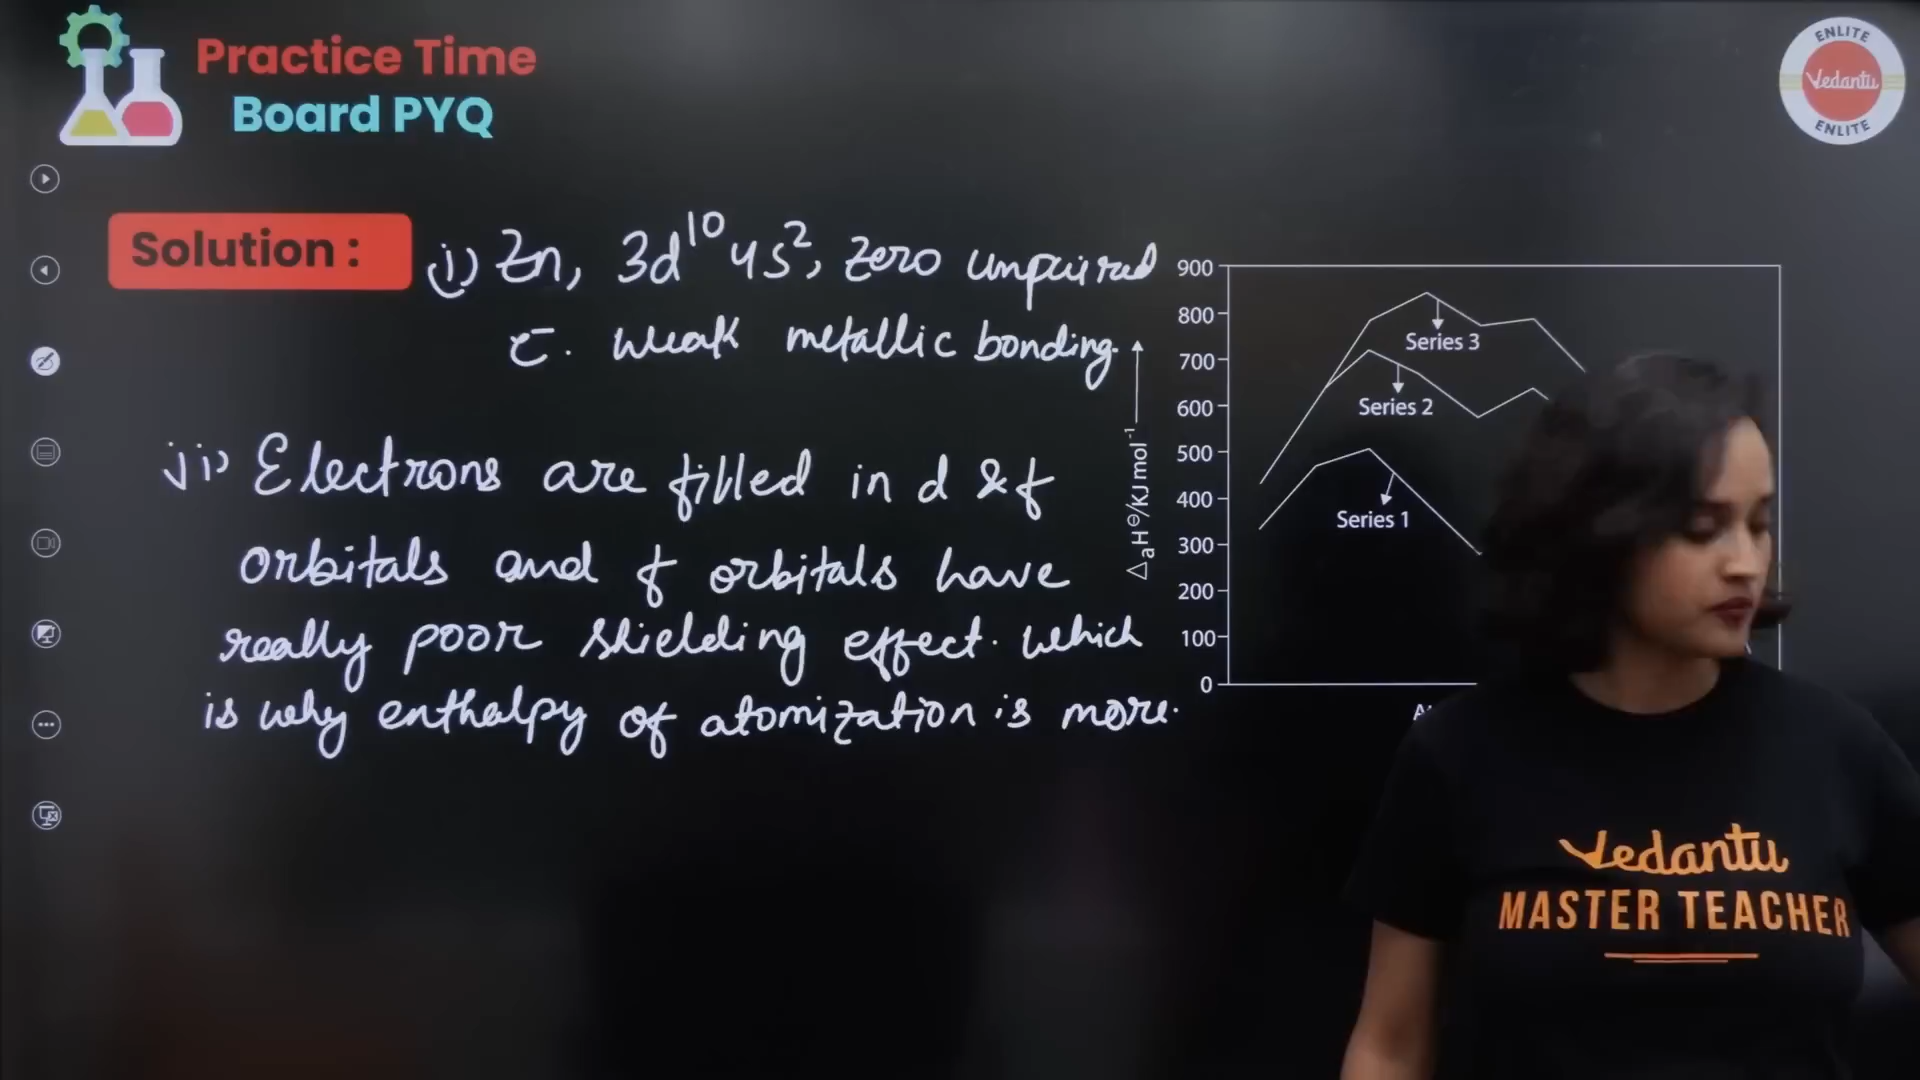 Practice Time
Board PYQ
ENLITE
Vedantu
ENLITE
Solution :
(i) Zn, 3d¹⁰ 4s², zero unpaired
e⁻. Weak metallic bonding.
ii) Electrons are filled in d & f
orbitals and f orbitals have
really poor shielding effect. which
is why enthalpy of atomization is more.
900
800
700
600
500
400
300
200
100
0
ΔₐH⊖/KJ mol⁻¹
Series 3
Series 2
Series 1
Vedantu
MASTER TEACHER